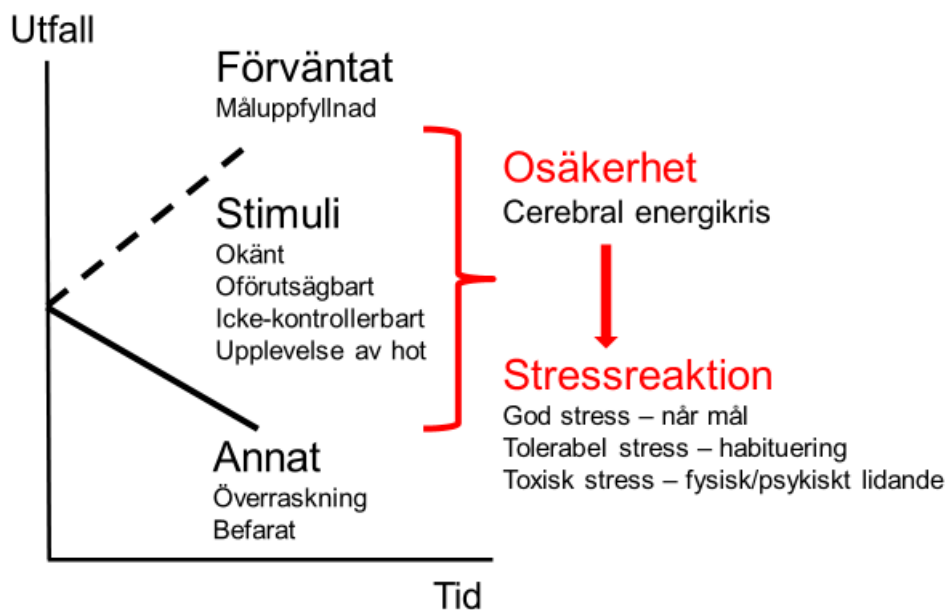 Utfall
Förväntat
Måluppfyllnad
Stimuli
Okänt
Oförutsägbart
Icke-kontrollerbart
Upplevelse av hot
Annat
Överraskning
Befarat
Tid
Osäkerhet
Cerebral energikris
Stressreaktion
God stress – når mål
Tolerabel stress – habituering
Toxisk stress – fysisk/psykiskt lidande